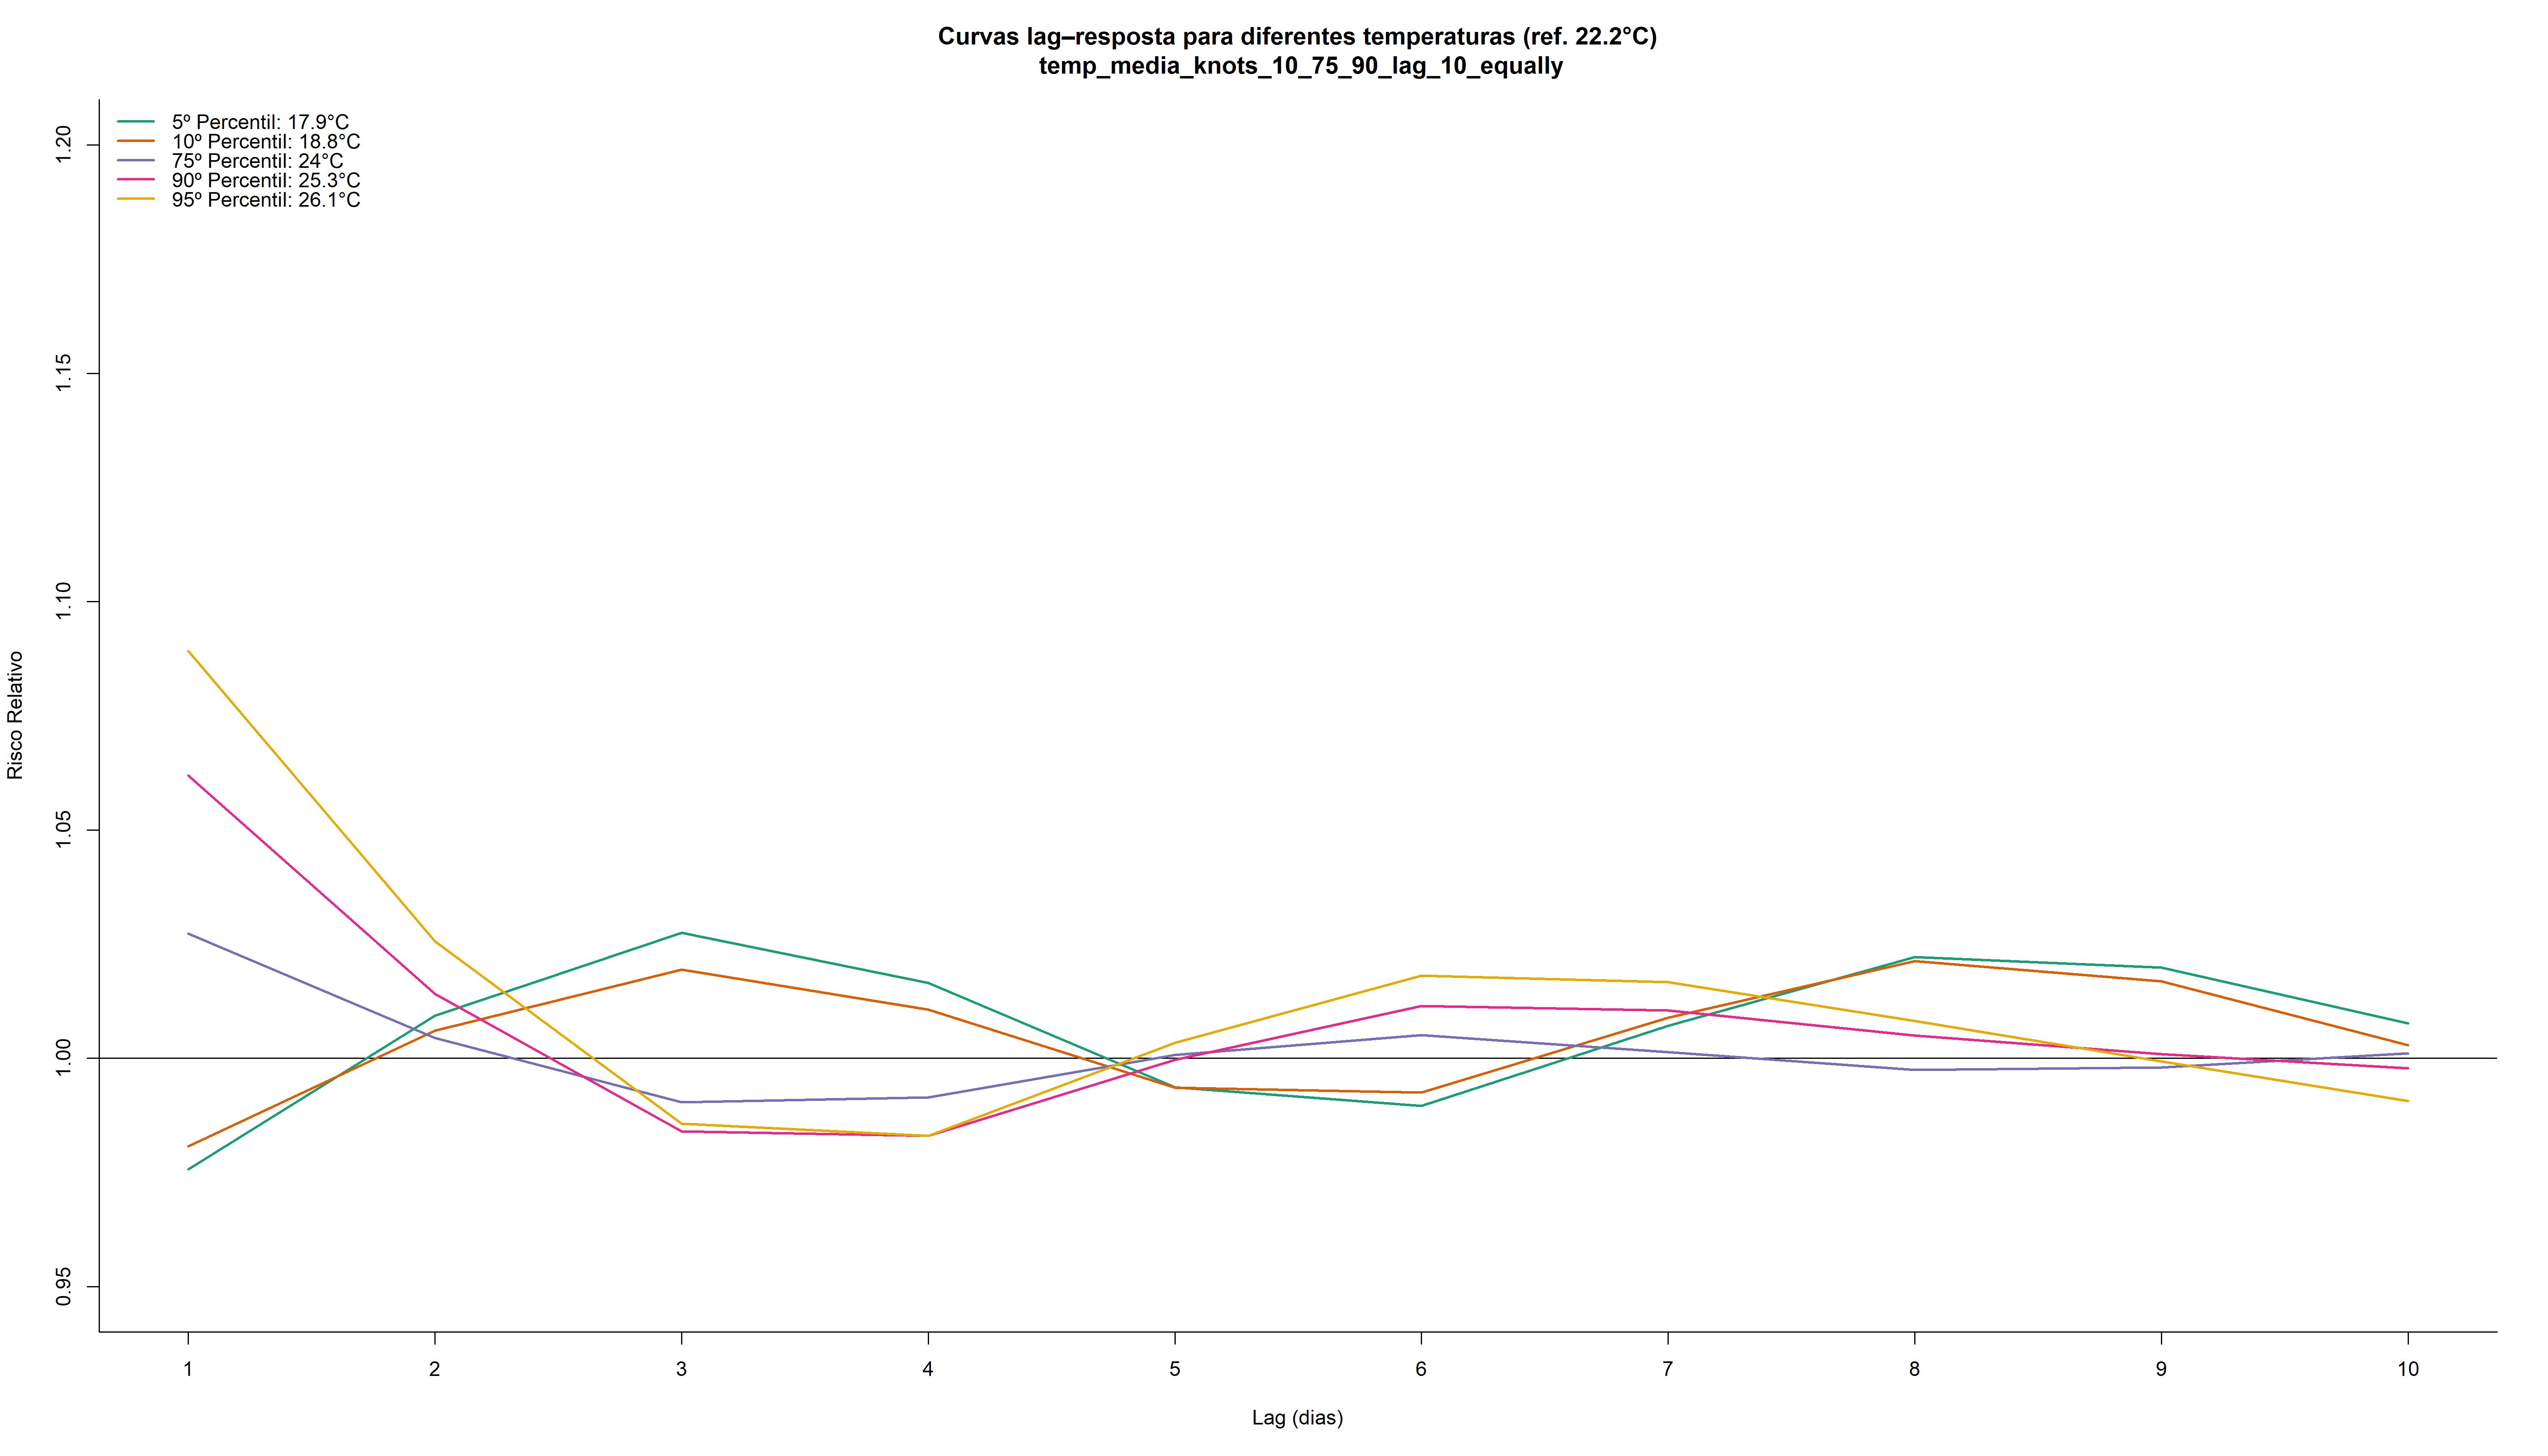 Curvas lag–resposta para diferentes temperaturas (ref. 22.2°C)
temp_media_knots_10_75_90_lag_10_equally
5º Percentil: 17.9°C
10º Percentil: 18.8°C
75º Percentil: 24°C
90º Percentil: 25.3°C
95º Percentil: 26.1°C
1.20
1.15
1.10
1.05
1.00
0.95
Risco Relativo
1 2 3 4 5 6 7 8 9 10
Lag (dias)